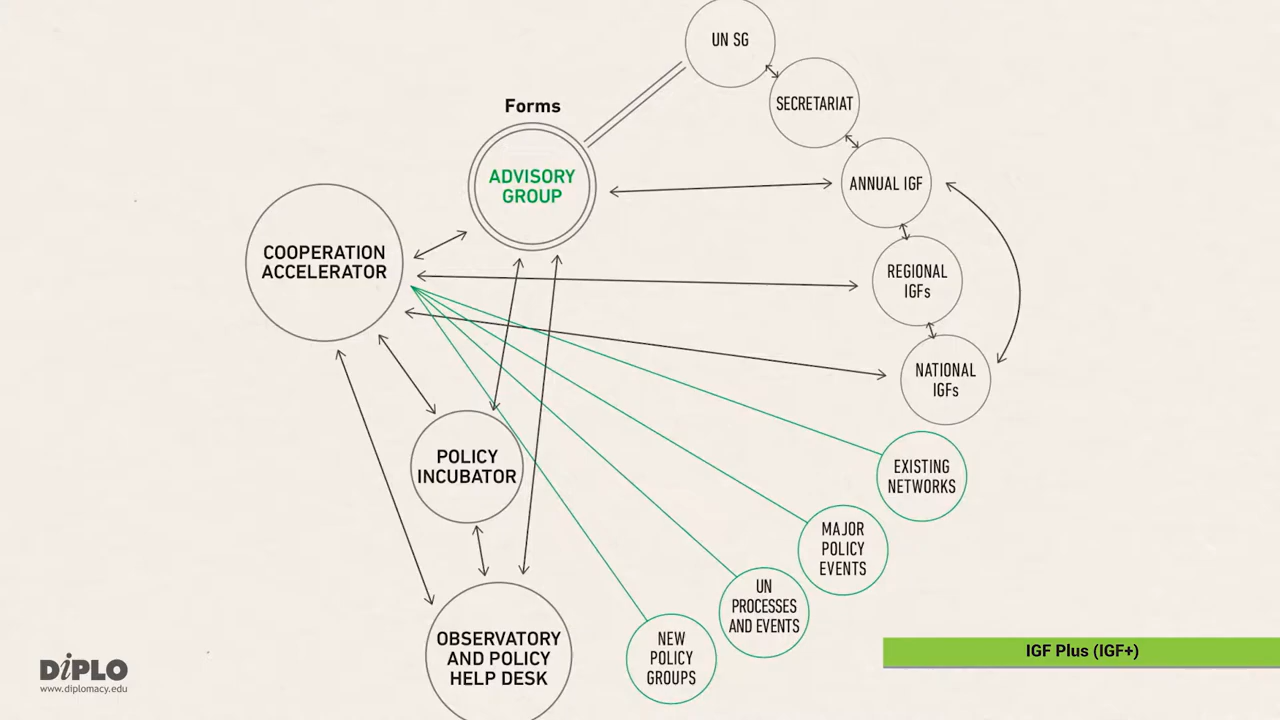 UN SG
SECRETARIAT
Forms
ADVISORY
GROUP
ANNUAL IGF
COOPERATION
ACCELERATOR
REGIONAL
IGFs
NATIONAL
IGFs
POLICY
INCUBATOR
EXISTING
NETWORKS
MAJOR
POLICY
EVENTS
UN
PROCESSES
AND EVENTS
NEW
POLICY
GROUPS
OBSERVATORY
AND POLICY
HELP DESK
IGF Plus (IGF+)
DiPLO
www.diplomacy.edu